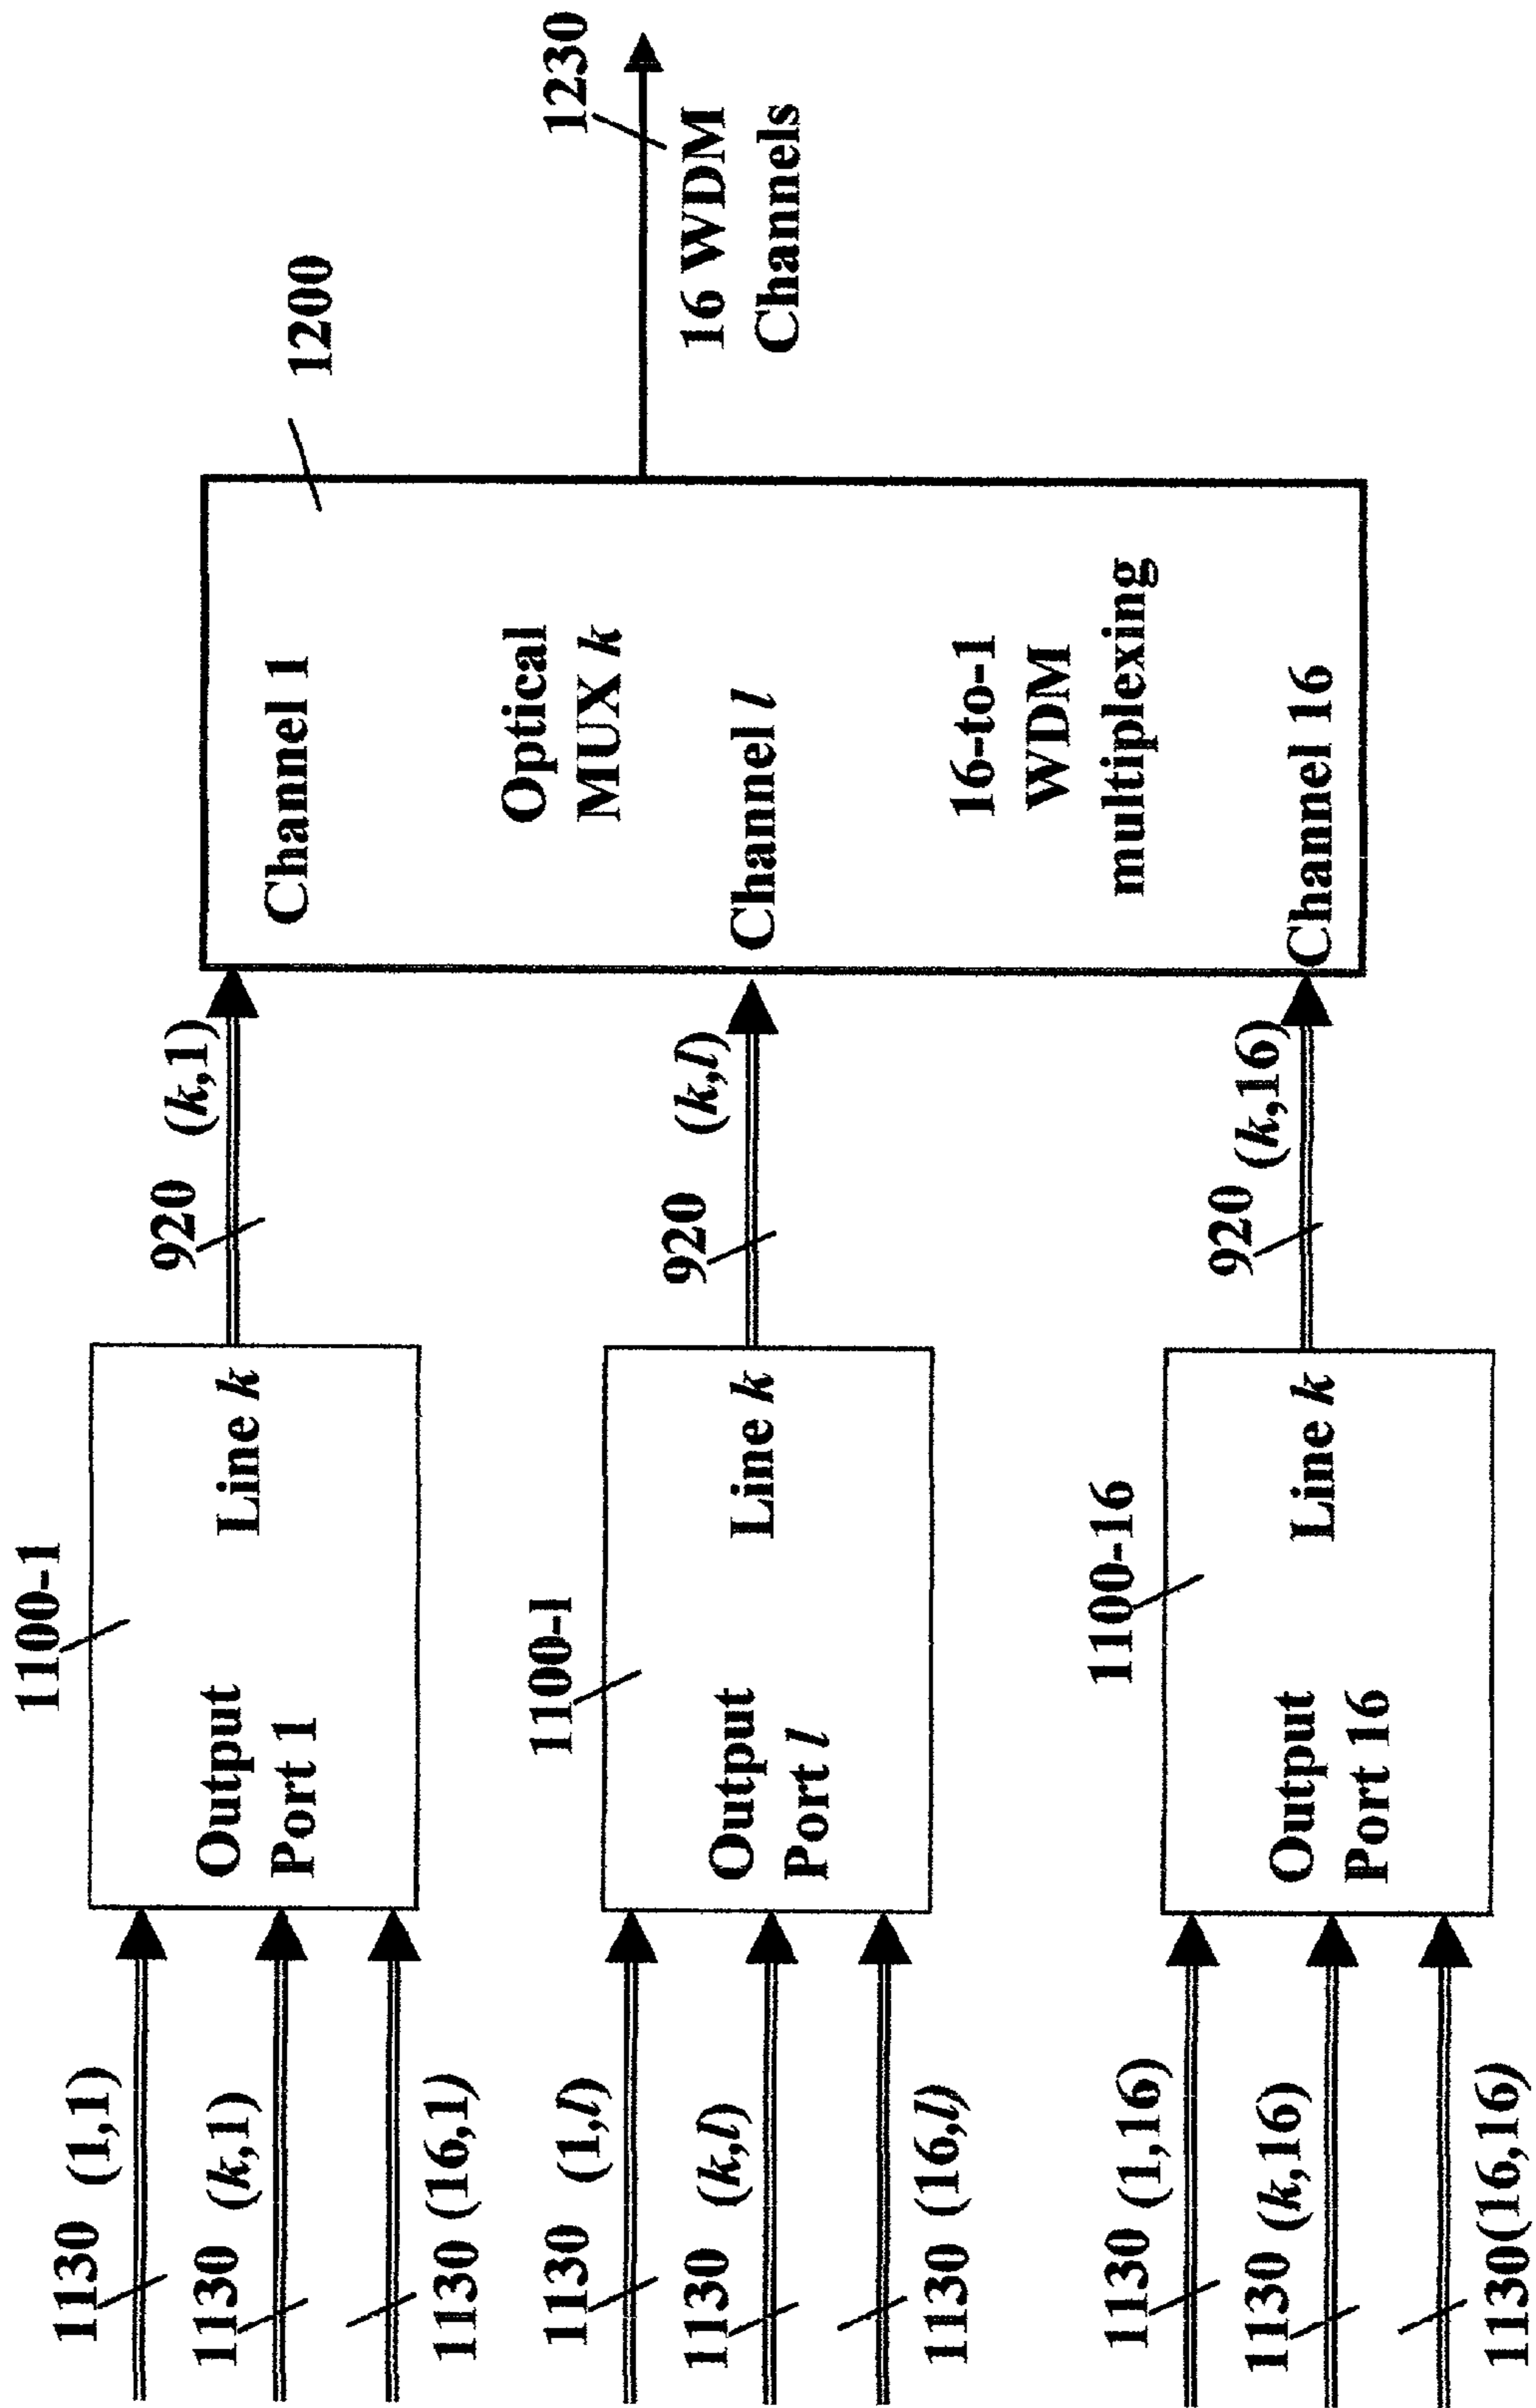 1100-1
1130 (1,1)
1130 (k,1)
1130 (16,1)
Output
Port 1
Line k
920 (k,1)
1100-l
1130 (1,l)
1130 (k,l)
1130 (16,l)
Output
Port l
Line k
920 (k,l)
1100-16
1130 (1,16)
1130 (k,16)
1130(16,16)
Output
Port 16
Line k
920 (k,16)
1200
Channel 1
Optical
MUX k
Channel l
16-to-1
WDM
multiplexing
Channel 16
1230
16 WDM
Channels